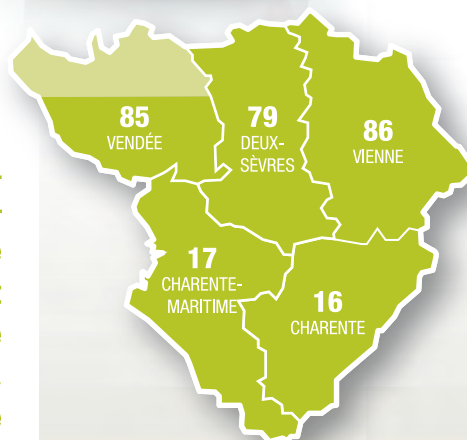 85
VENDÉE
79
DEUX-
SÈVRES
86
VIENNE
17
CHARENTE-
MARITIME
16
CHARENTE